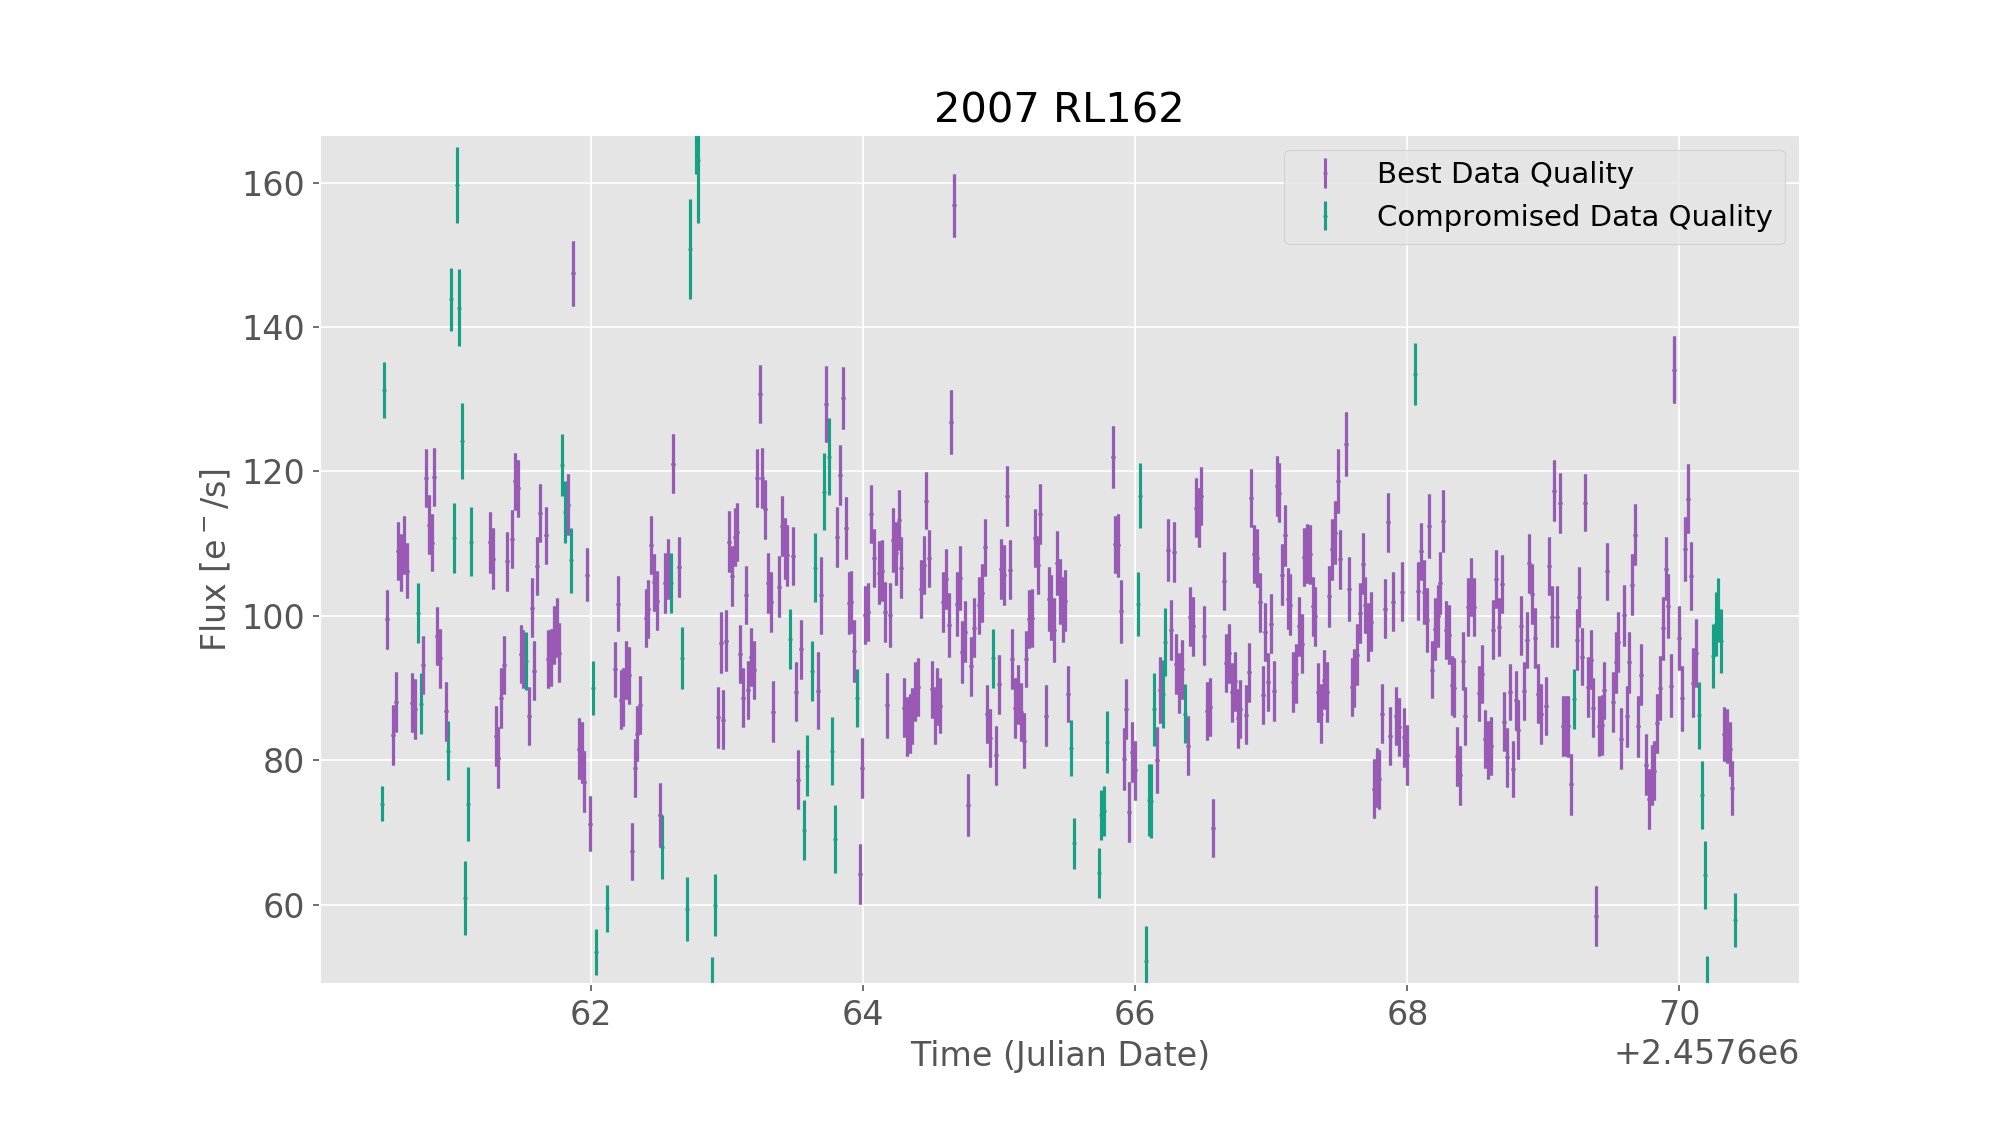 2007 RL162
Best Data Quality
Compromised Data Quality
160
140
120
100
80
60
Flux [e⁻/s]
62 64 66 68 70
Time (Julian Date)
+2.4576e6